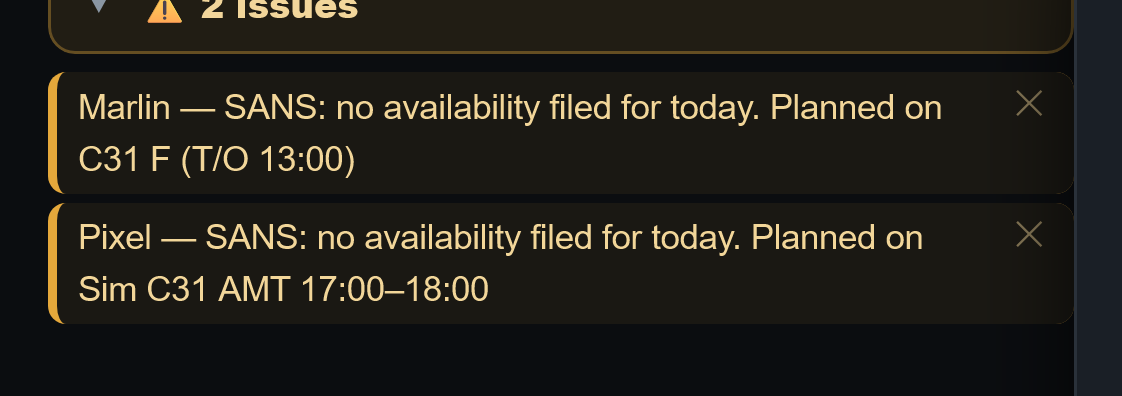 2 Issues
Marlin — SANS: no availability filed for today. Planned on
C31 F (T/O 13:00)
Pixel — SANS: no availability filed for today. Planned on
Sim C31 AMT 17:00–18:00